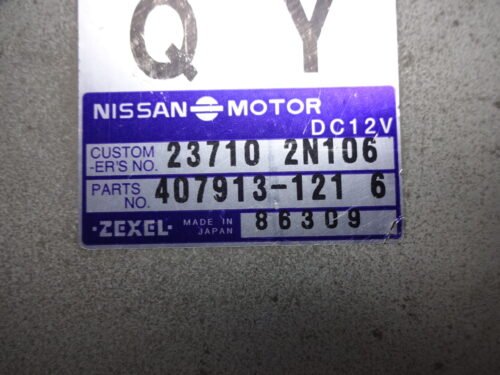 Q Y
NISSAN MOTOR
DC12V
CUSTOM
-ER'S NO. 23710 2N106
PARTS
NO. 407913-121 6
·ZEXEL· MADE IN
JAPAN 86309